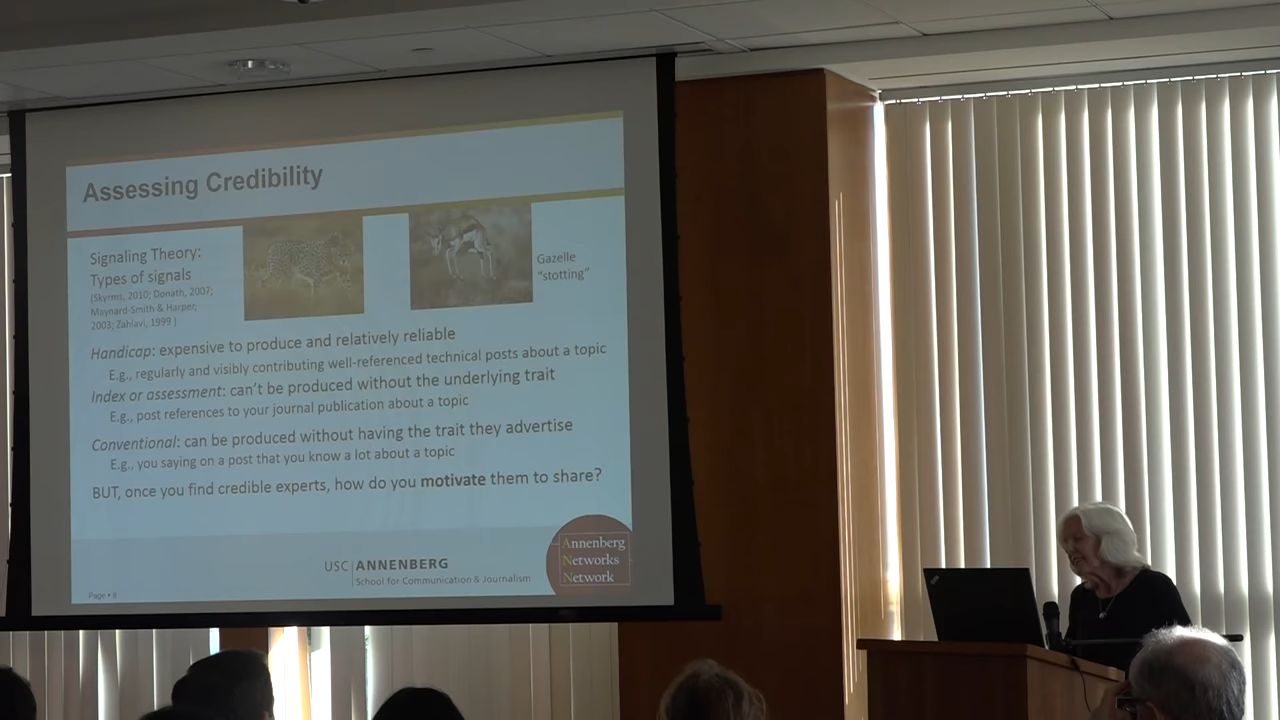 Assessing Credibility
Signaling Theory:
Types of signals
(Skyrms, 2010; Donath, 2007;
Maynard-Smith & Harper,
2003; Zahlavi, 1999 )
Gazelle
"stotting"
Handicap: expensive to produce and relatively reliable
E.g., regularly and visibly contributing well-referenced technical posts about a topic
Index or assessment: can't be produced without the underlying trait
E.g., post references to your journal publication about a topic
Conventional: can be produced without having the trait they advertise
E.g., you saying on a post that you know a lot about a topic
BUT, once you find credible experts, how do you motivate them to share?
USC ANNENBERG
School for Communication & Journalism
Annenberg
Networks
Network
Page • 8